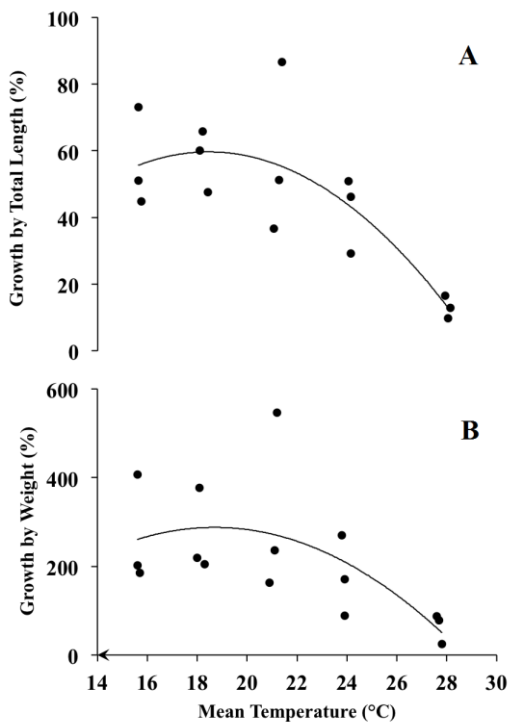 100
A
80
60
40
20
0
Growth by Total Length (%)
600
B
400
200
0
Growth by Weight (%)
14 16 18 20 22 24 26 28 30
Mean Temperature (°C)